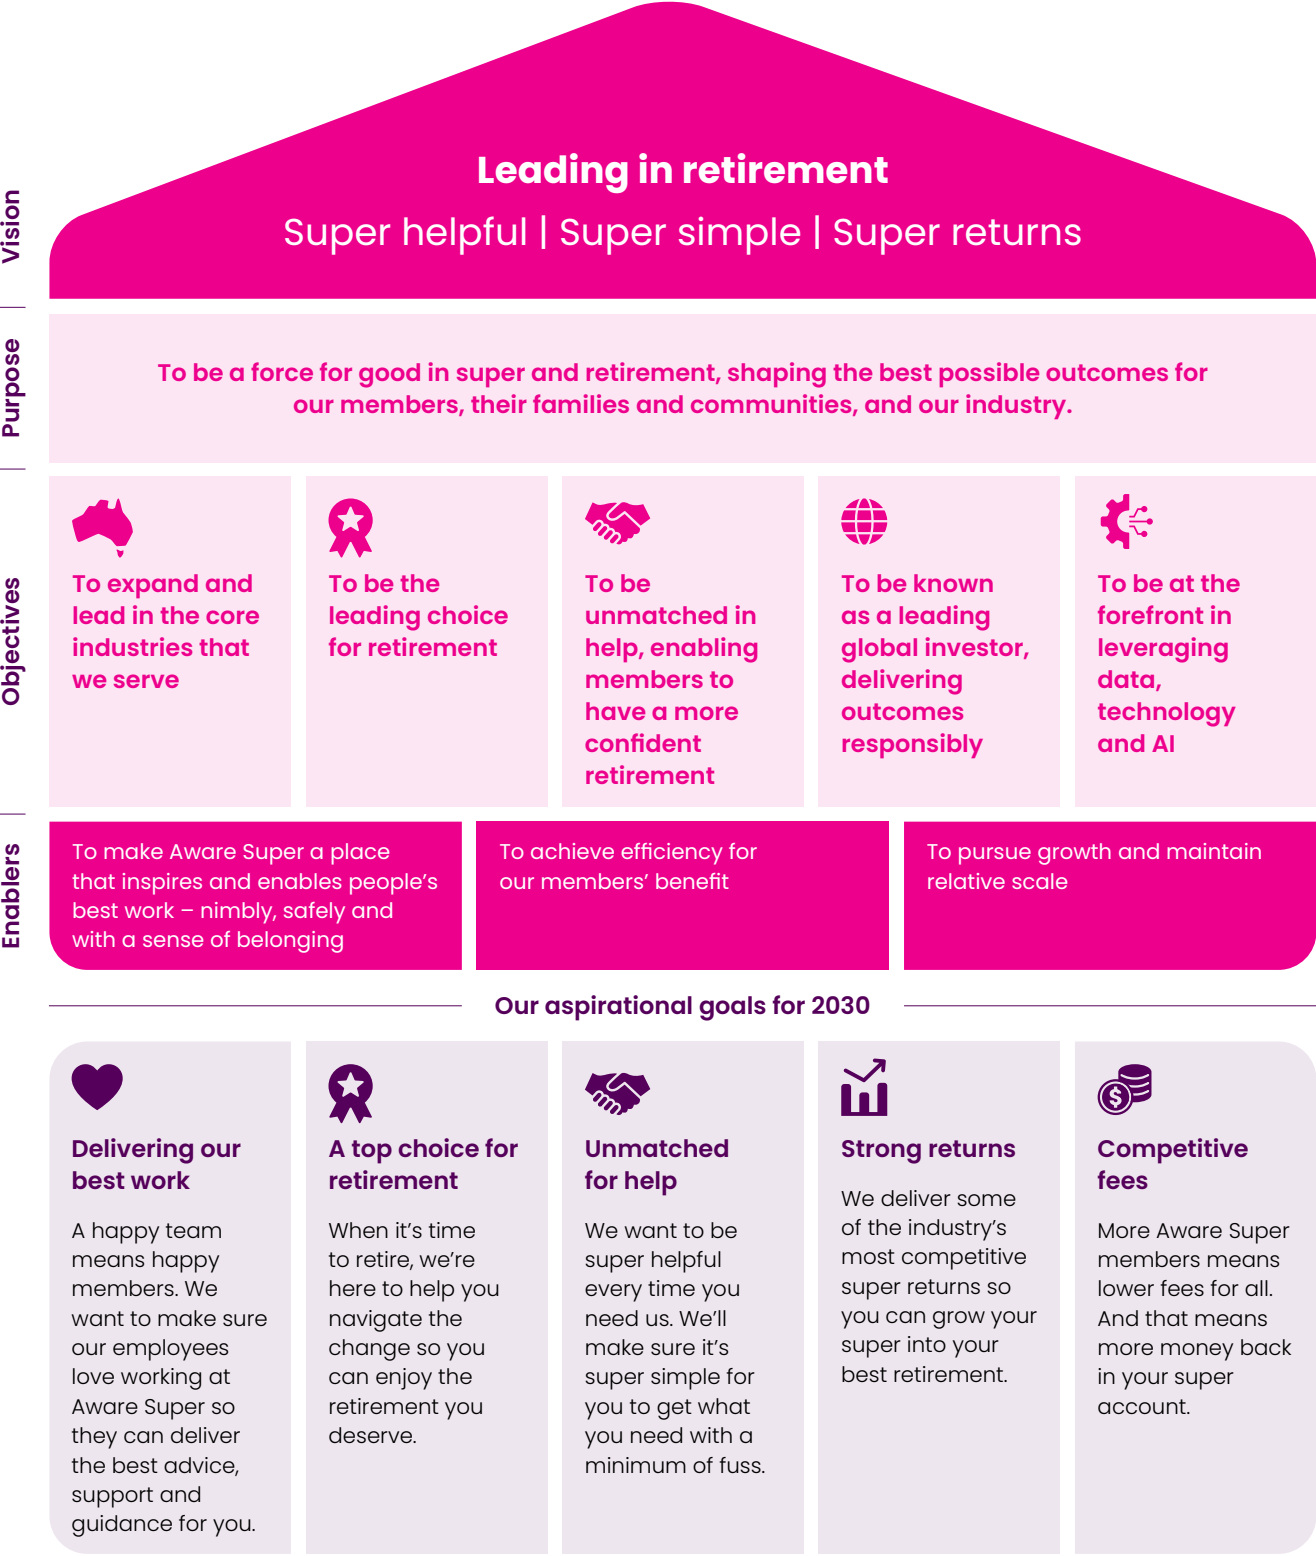 Vision
Leading in retirement
Super helpful | Super simple | Super returns
Purpose
To be a force for good in super and retirement, shaping the best possible outcomes for
our members, their families and communities, and our industry.
Objectives
To expand and
lead in the core
industries that
we serve
To be the
leading choice
for retirement
To be
unmatched in
help, enabling
members to
have a more
confident
retirement
To be known
as a leading
global investor,
delivering
outcomes
responsibly
To be at the
forefront in
leveraging
data,
technology
and AI
Enablers
To make Aware Super a place
that inspires and enables people’s
best work – nimbly, safely and
with a sense of belonging
To achieve efficiency for
our members’ benefit
To pursue growth and maintain
relative scale
Our aspirational goals for 2030
Delivering our
best work
A happy team
means happy
members. We
want to make sure
our employees
love working at
Aware Super so
they can deliver
the best advice,
support and
guidance for you.
A top choice for
retirement
When it’s time
to retire, we’re
here to help you
navigate the
change so you
can enjoy the
retirement you
deserve.
Unmatched
for help
We want to be
super helpful
every time you
need us. We’ll
make sure it’s
super simple for
you to get what
you need with a
minimum of fuss.
Strong returns
We deliver some
of the industry’s
most competitive
super returns so
you can grow your
super into your
best retirement.
$
Competitive
fees
More Aware Super
members means
lower fees for all.
And that means
more money back
in your super
account.